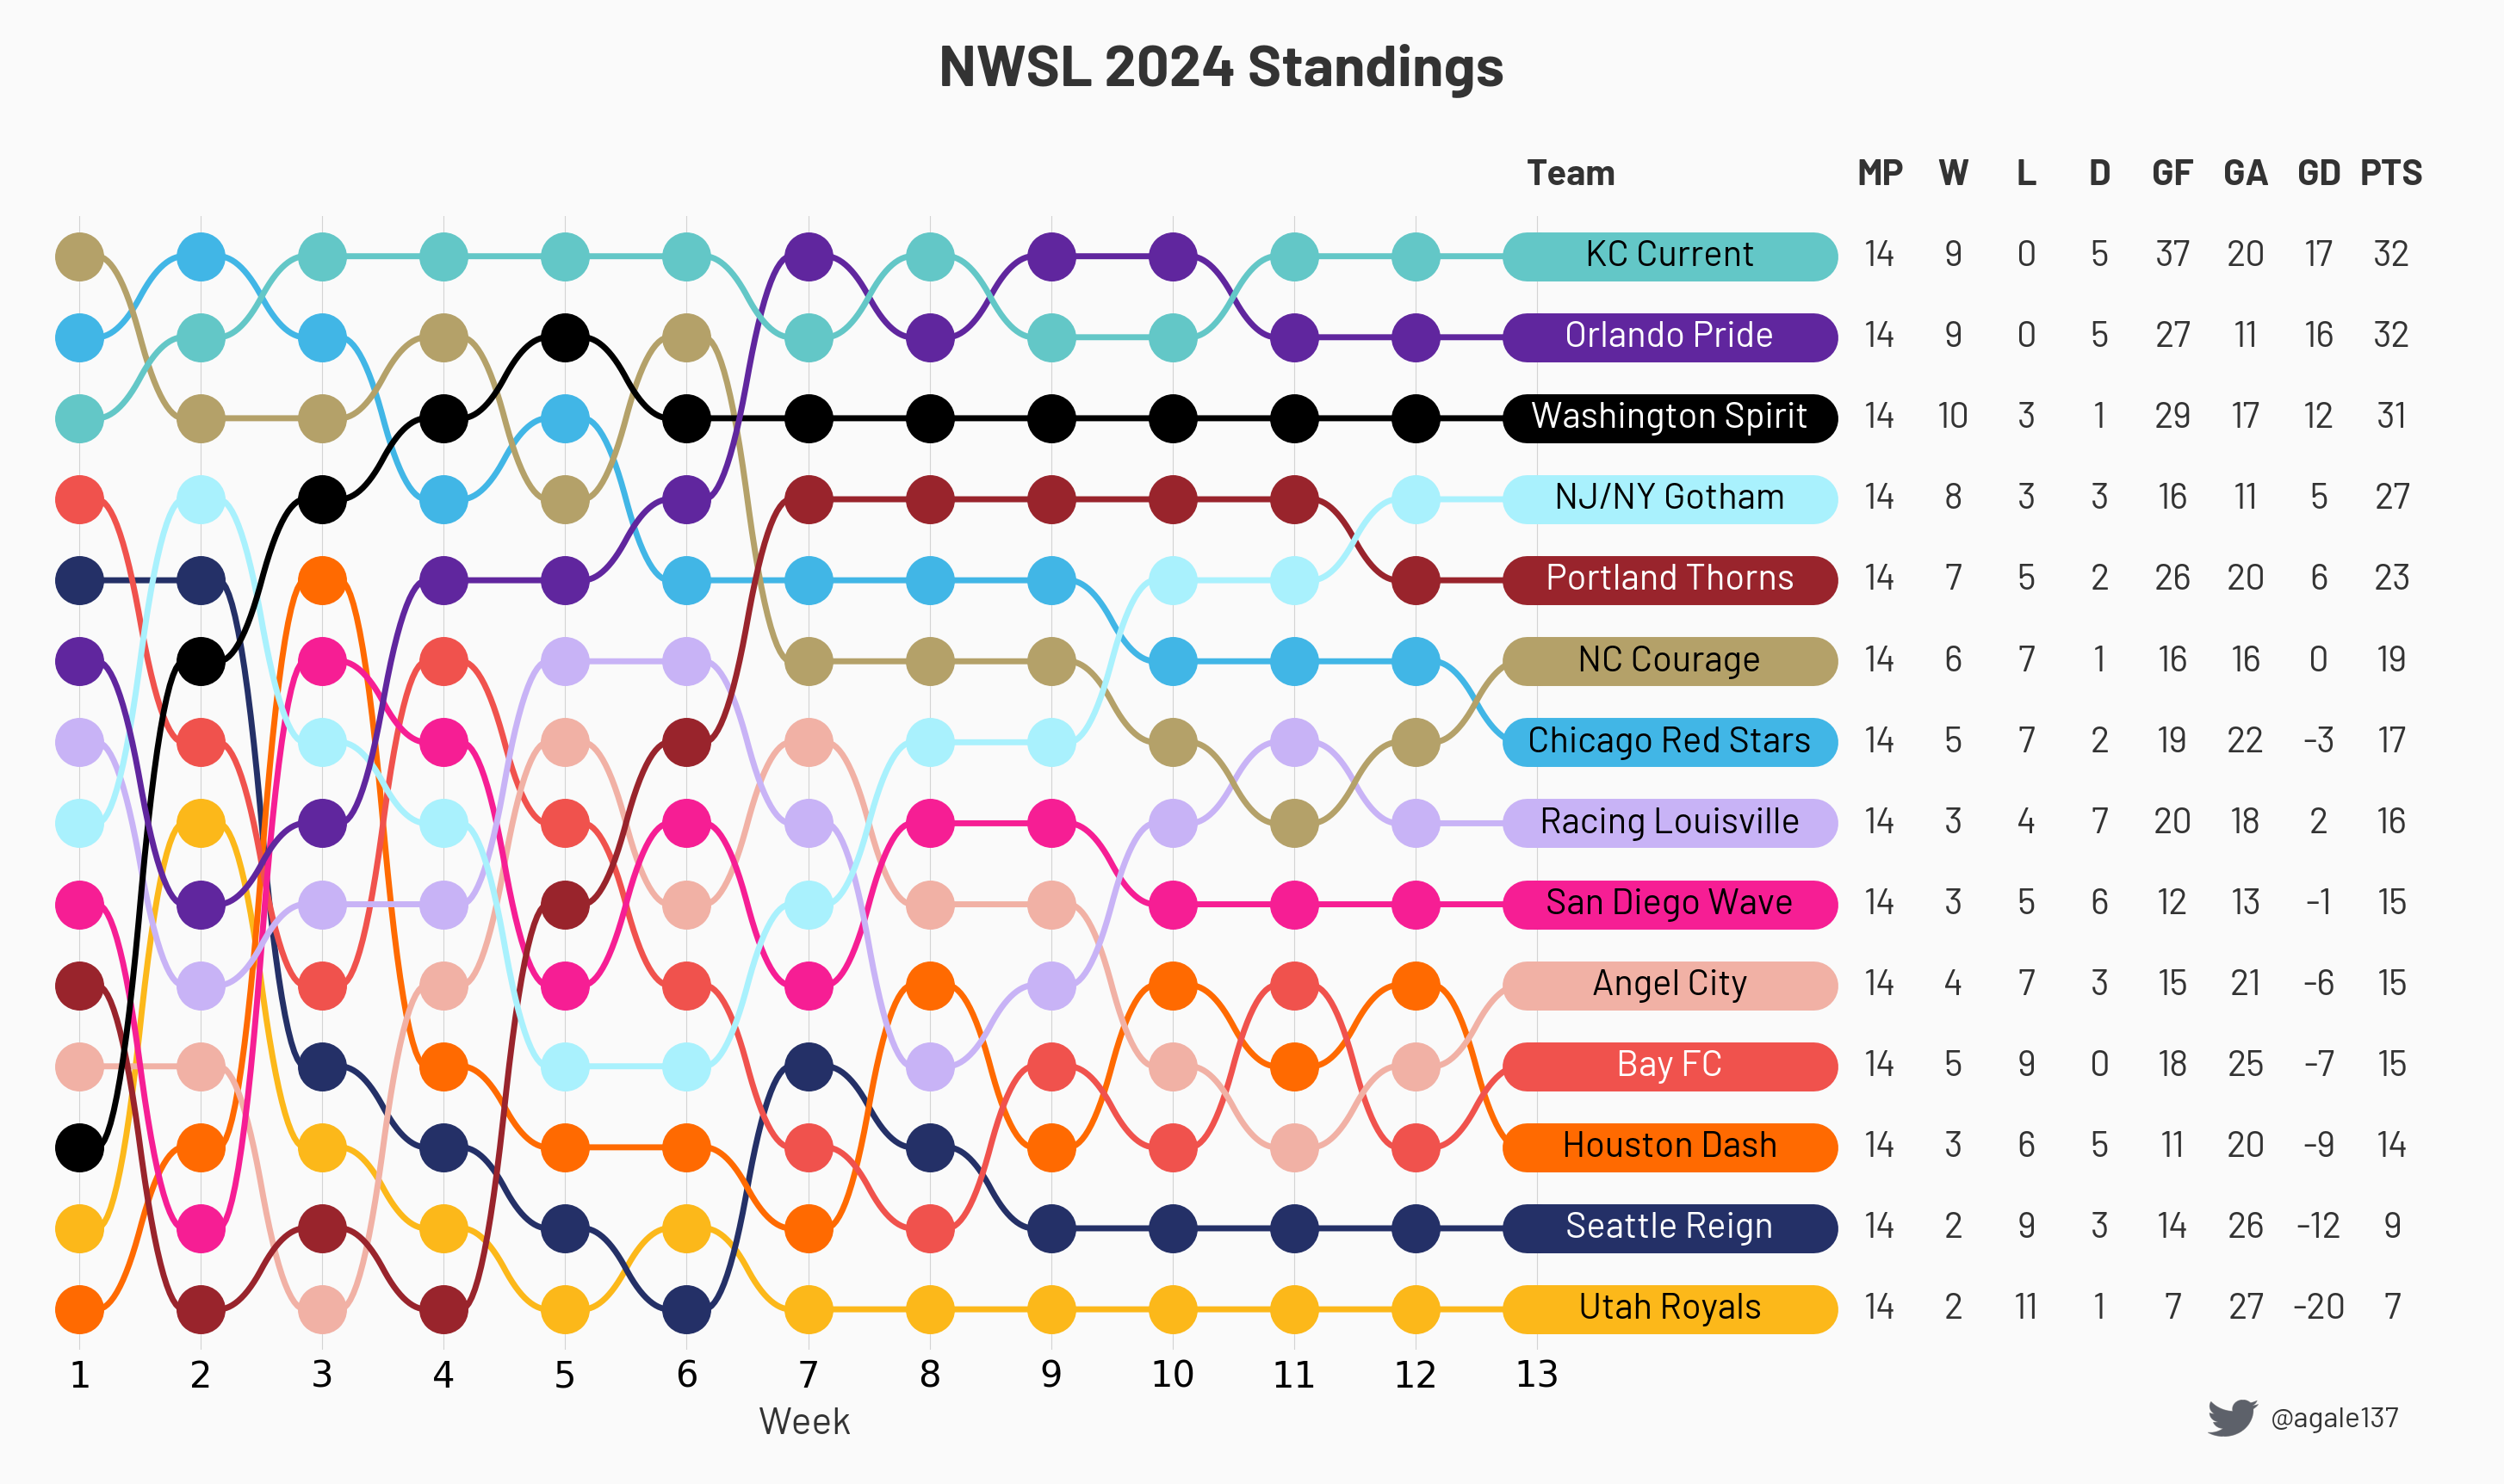 NWSL 2024 Standings
Team MP W L D GF GA GD PTS
KC Current 14 9 0 5 37 20 17 32
Orlando Pride 14 9 0 5 27 11 16 32
Washington Spirit 14 10 3 1 29 17 12 31
NJ/NY Gotham 14 8 3 3 16 11 5 27
Portland Thorns 14 7 5 2 26 20 6 23
NC Courage 14 6 7 1 16 16 0 19
Chicago Red Stars 14 5 7 2 19 22 -3 17
Racing Louisville 14 3 4 7 20 18 2 16
San Diego Wave 14 3 5 6 12 13 -1 15
Angel City 14 4 7 3 15 21 -6 15
Bay FC 14 5 9 0 18 25 -7 15
Houston Dash 14 3 6 5 11 20 -9 14
Seattle Reign 14 2 9 3 14 26 -12 9
Utah Royals 14 2 11 1 7 27 -20 7
1 2 3 4 5 6 7 8 9 10 11 12 13
Week
@agale137